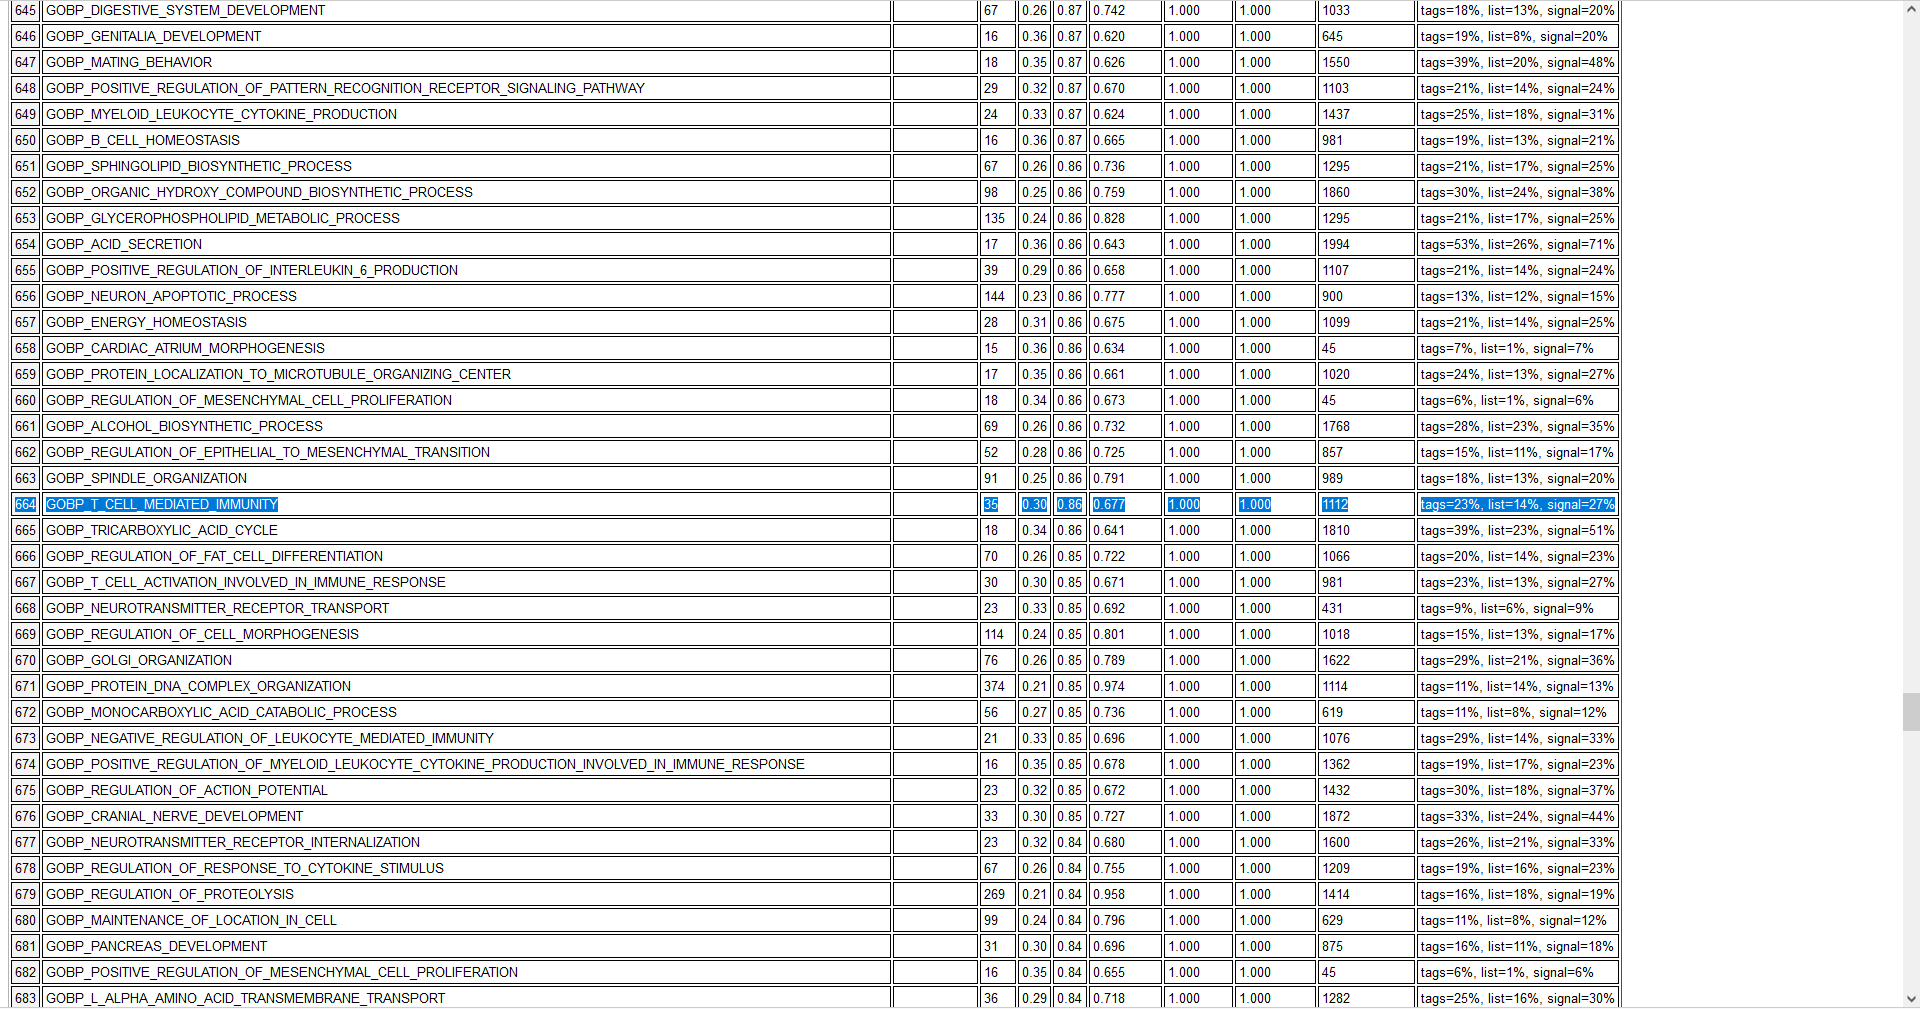 645 GOBP_DIGESTIVE_SYSTEM_DEVELOPMENT 67 0.26 0.87 0.742 1.000 1.000 1033 tags=18%, list=13%, signal=20%
646 GOBP_GENITALIA_DEVELOPMENT 16 0.36 0.87 0.620 1.000 1.000 645 tags=19%, list=8%, signal=20%
647 GOBP_MATING_BEHAVIOR 18 0.35 0.87 0.626 1.000 1.000 1550 tags=39%, list=20%, signal=48%
648 GOBP_POSITIVE_REGULATION_OF_PATTERN_RECOGNITION_RECEPTOR_SIGNALING_PATHWAY 29 0.32 0.87 0.670 1.000 1.000 1103 tags=21%, list=14%, signal=24%
649 GOBP_MYELOID_LEUKOCYTE_CYTOKINE_PRODUCTION 24 0.33 0.87 0.624 1.000 1.000 1437 tags=25%, list=18%, signal=31%
650 GOBP_B_CELL_HOMEOSTASIS 16 0.36 0.87 0.665 1.000 1.000 981 tags=19%, list=13%, signal=21%
651 GOBP_SPHINGOLIPID_BIOSYNTHETIC_PROCESS 67 0.26 0.86 0.736 1.000 1.000 1295 tags=21%, list=17%, signal=25%
652 GOBP_ORGANIC_HYDROXY_COMPOUND_BIOSYNTHETIC_PROCESS 98 0.25 0.86 0.759 1.000 1.000 1860 tags=30%, list=24%, signal=38%
653 GOBP_GLYCEROPHOSPHOLIPID_METABOLIC_PROCESS 135 0.24 0.86 0.828 1.000 1.000 1295 tags=21%, list=17%, signal=25%
654 GOBP_ACID_SECRETION 17 0.36 0.86 0.643 1.000 1.000 1994 tags=53%, list=26%, signal=71%
655 GOBP_POSITIVE_REGULATION_OF_INTERLEUKIN_6_PRODUCTION 39 0.29 0.86 0.658 1.000 1.000 1107 tags=21%, list=14%, signal=24%
656 GOBP_NEURON_APOPTOTIC_PROCESS 144 0.23 0.86 0.777 1.000 1.000 900 tags=13%, list=12%, signal=15%
657 GOBP_ENERGY_HOMEOSTASIS 28 0.31 0.86 0.675 1.000 1.000 1099 tags=21%, list=14%, signal=25%
658 GOBP_CARDIAC_ATRIUM_MORPHOGENESIS 15 0.36 0.86 0.634 1.000 1.000 45 tags=7%, list=1%, signal=7%
659 GOBP_PROTEIN_LOCALIZATION_TO_MICROTUBULE_ORGANIZING_CENTER 17 0.35 0.86 0.661 1.000 1.000 1020 tags=24%, list=13%, signal=27%
660 GOBP_REGULATION_OF_MESENCHYMAL_CELL_PROLIFERATION 18 0.34 0.86 0.673 1.000 1.000 45 tags=6%, list=1%, signal=6%
661 GOBP_ALCOHOL_BIOSYNTHETIC_PROCESS 69 0.26 0.86 0.732 1.000 1.000 1768 tags=28%, list=23%, signal=35%
662 GOBP_REGULATION_OF_EPITHELIAL_TO_MESENCHYMAL_TRANSITION 52 0.28 0.86 0.725 1.000 1.000 857 tags=15%, list=11%, signal=17%
663 GOBP_SPINDLE_ORGANIZATION 91 0.25 0.86 0.791 1.000 1.000 989 tags=18%, list=13%, signal=20%
664 GOBP_T_CELL_MEDIATED_IMMUNITY 35 0.30 0.86 0.677 1.000 1.000 1112 tags=23%, list=14%, signal=27%
665 GOBP_TRICARBOXYLIC_ACID_CYCLE 18 0.34 0.86 0.641 1.000 1.000 1810 tags=39%, list=23%, signal=51%
666 GOBP_REGULATION_OF_FAT_CELL_DIFFERENTIATION 70 0.26 0.85 0.722 1.000 1.000 1066 tags=20%, list=14%, signal=23%
667 GOBP_T_CELL_ACTIVATION_INVOLVED_IN_IMMUNE_RESPONSE 30 0.30 0.85 0.671 1.000 1.000 981 tags=23%, list=13%, signal=27%
668 GOBP_NEUROTRANSMITTER_RECEPTOR_TRANSPORT 23 0.33 0.85 0.692 1.000 1.000 431 tags=9%, list=6%, signal=9%
669 GOBP_REGULATION_OF_CELL_MORPHOGENESIS 114 0.24 0.85 0.801 1.000 1.000 1018 tags=15%, list=13%, signal=17%
670 GOBP_GOLGI_ORGANIZATION 76 0.26 0.85 0.789 1.000 1.000 1622 tags=29%, list=21%, signal=36%
671 GOBP_PROTEIN_DNA_COMPLEX_ORGANIZATION 374 0.21 0.85 0.974 1.000 1.000 1114 tags=11%, list=14%, signal=13%
672 GOBP_MONOCARBOXYLIC_ACID_CATABOLIC_PROCESS 56 0.27 0.85 0.736 1.000 1.000 619 tags=11%, list=8%, signal=12%
673 GOBP_NEGATIVE_REGULATION_OF_LEUKOCYTE_MEDIATED_IMMUNITY 21 0.33 0.85 0.696 1.000 1.000 1076 tags=29%, list=14%, signal=33%
674 GOBP_POSITIVE_REGULATION_OF_MYELOID_LEUKOCYTE_CYTOKINE_PRODUCTION_INVOLVED_IN_IMMUNE_RESPONSE 16 0.35 0.85 0.678 1.000 1.000 1362 tags=19%, list=17%, signal=23%
675 GOBP_REGULATION_OF_ACTION_POTENTIAL 23 0.32 0.85 0.672 1.000 1.000 1432 tags=30%, list=18%, signal=37%
676 GOBP_CRANIAL_NERVE_DEVELOPMENT 33 0.30 0.85 0.727 1.000 1.000 1872 tags=33%, list=24%, signal=44%
677 GOBP_NEUROTRANSMITTER_RECEPTOR_INTERNALIZATION 23 0.32 0.84 0.680 1.000 1.000 1600 tags=26%, list=21%, signal=33%
678 GOBP_REGULATION_OF_RESPONSE_TO_CYTOKINE_STIMULUS 67 0.26 0.84 0.755 1.000 1.000 1209 tags=19%, list=16%, signal=23%
679 GOBP_REGULATION_OF_PROTEOLYSIS 269 0.21 0.84 0.958 1.000 1.000 1414 tags=16%, list=18%, signal=19%
680 GOBP_MAINTENANCE_OF_LOCATION_IN_CELL 99 0.24 0.84 0.796 1.000 1.000 629 tags=11%, list=8%, signal=12%
681 GOBP_PANCREAS_DEVELOPMENT 31 0.30 0.84 0.696 1.000 1.000 875 tags=16%, list=11%, signal=18%
682 GOBP_POSITIVE_REGULATION_OF_MESENCHYMAL_CELL_PROLIFERATION 16 0.35 0.84 0.655 1.000 1.000 45 tags=6%, list=1%, signal=6%
683 GOBP_L_ALPHA_AMINO_ACID_TRANSMEMBRANE_TRANSPORT 36 0.29 0.84 0.718 1.000 1.000 1282 tags=25%, list=16%, signal=30%